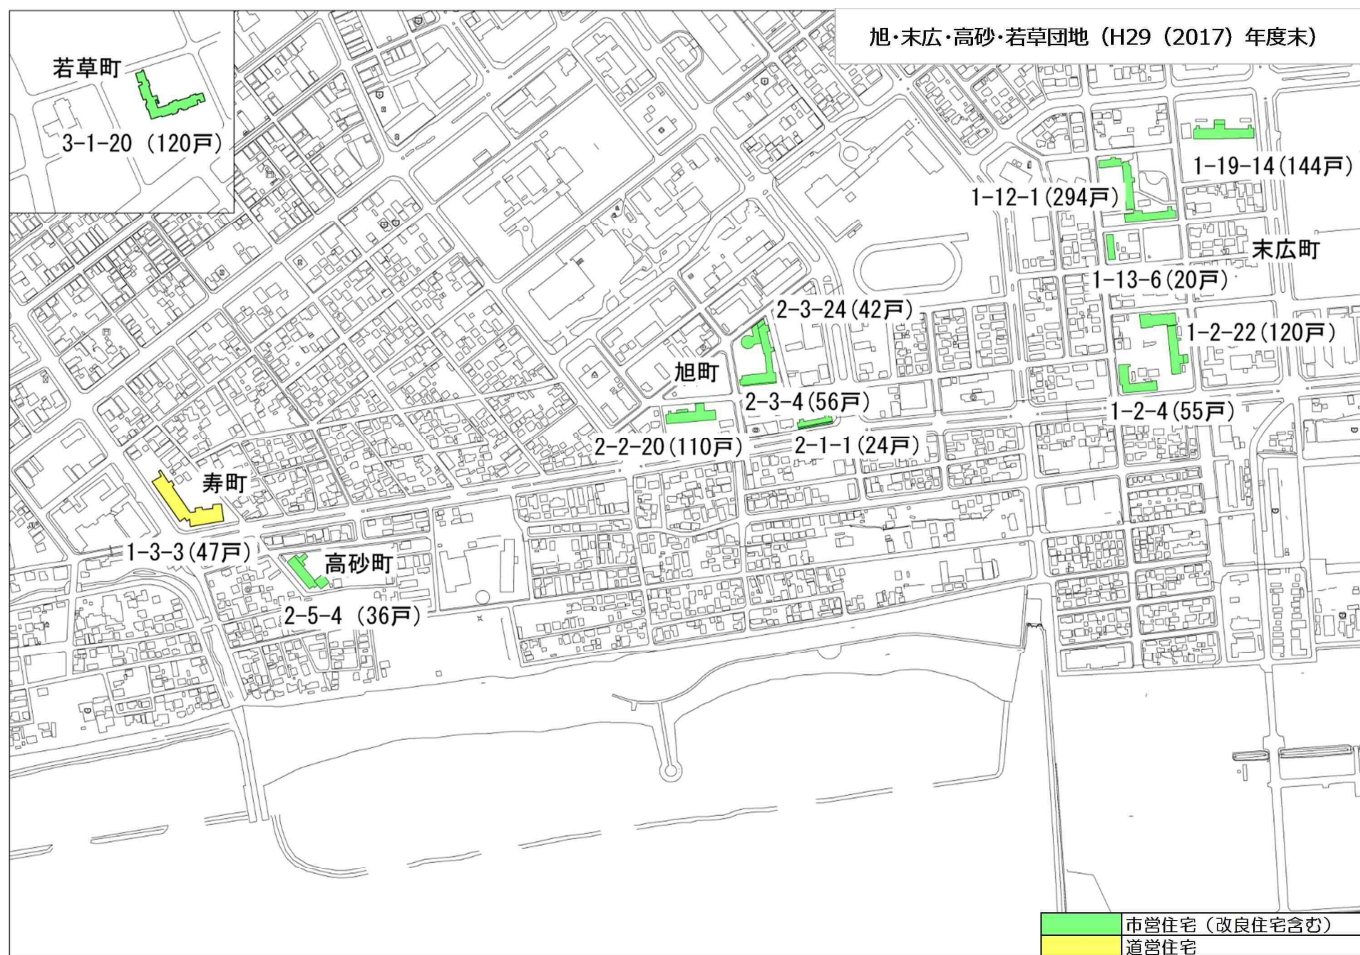 旭・末広・高砂・若草団地（H29（2017）年度末）
若草町
3-1-20（120戸）
1-19-14(144戸)
1-12-1(294戸)
末広町
1-13-6(20戸)
2-3-24(42戸)
1-2-22(120戸)
旭町
2-3-4(56戸)
1-2-4(55戸)
2-2-20(110戸)
2-1-1(24戸)
寿町
1-3-3(47戸)
高砂町
2-5-4（36戸）
市営住宅（改良住宅含む）
道営住宅